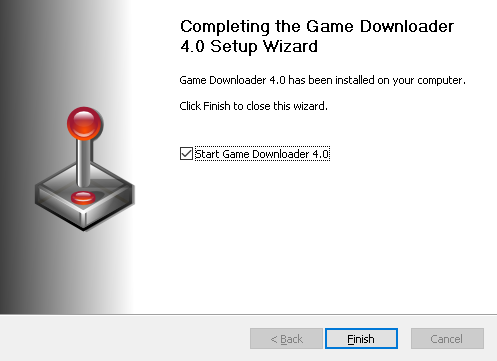 Completing the Game Downloader
4.0 Setup Wizard
Game Downloader 4.0 has been installed on your computer.
Click Finish to close this wizard.
Start Game Downloader 4.0
< Back
Finish
Cancel